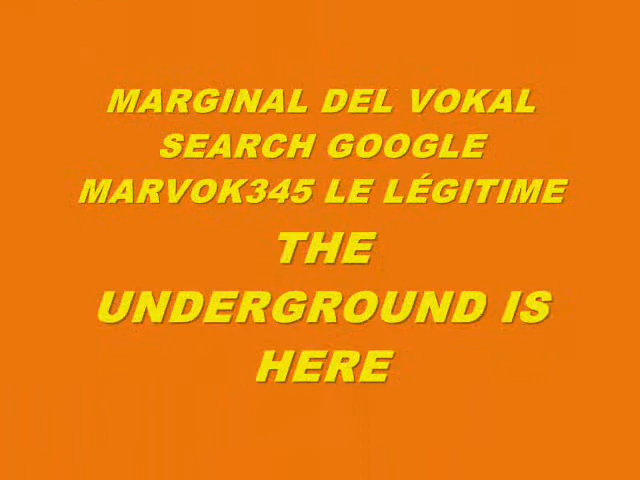 MARGINAL DEL VOKAL
SEARCH GOOGLE
MARVOK345 LE LÉGITIME
THE
UNDERGROUND IS
HERE